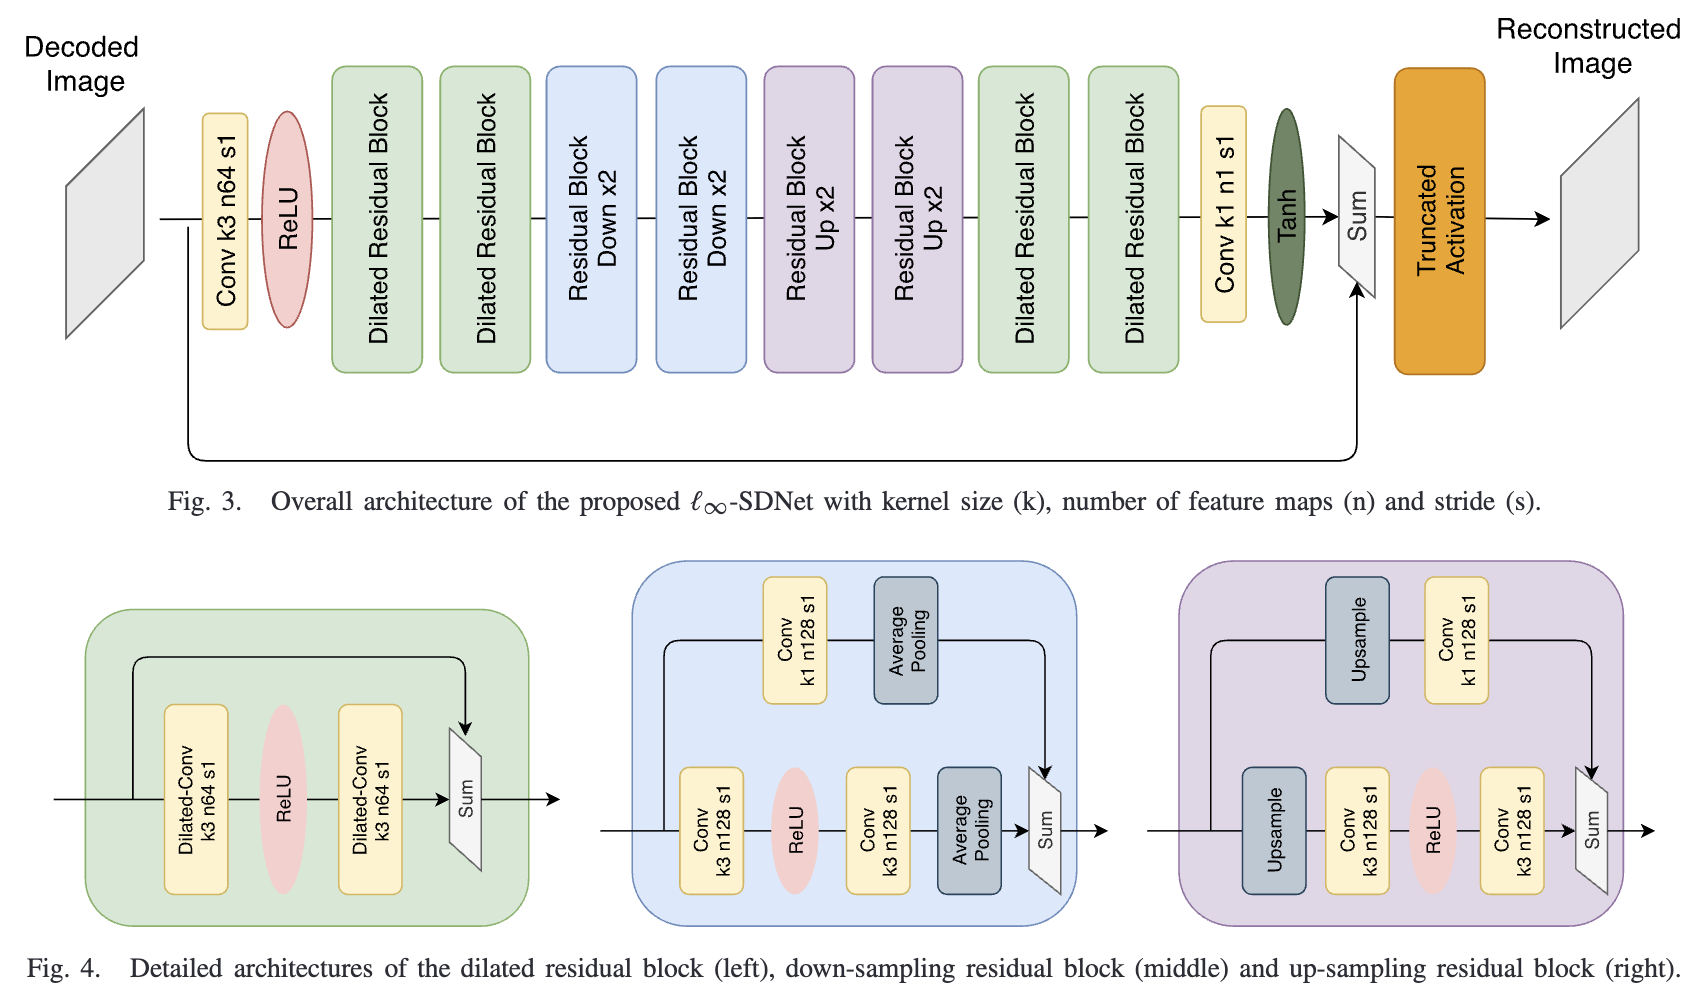 Decoded
Image
Conv k3 n64 s1
ReLU
Dilated Residual Block
Dilated Residual Block
Residual Block
Down x2
Residual Block
Down x2
Residual Block
Up x2
Residual Block
Up x2
Dilated Residual Block
Dilated Residual Block
Conv k1 n1 s1
Tanh
Sum
Truncated
Activation
Reconstructed
Image
Fig. 3. Overall architecture of the proposed ℓ∞-SDNet with kernel size (k), number of feature maps (n) and stride (s).
Dilated-Conv
k3 n64 s1
ReLU
Dilated-Conv
k3 n64 s1
Sum
Conv
k1 n128 s1
Average
Pooling
Conv
k3 n128 s1
ReLU
Conv
k3 n128 s1
Average
Pooling
Sum
Upsample
Conv
k1 n128 s1
Upsample
Conv
k3 n128 s1
ReLU
Conv
k3 n128 s1
Sum
Fig. 4. Detailed architectures of the dilated residual block (left), down-sampling residual block (middle) and up-sampling residual block (right).